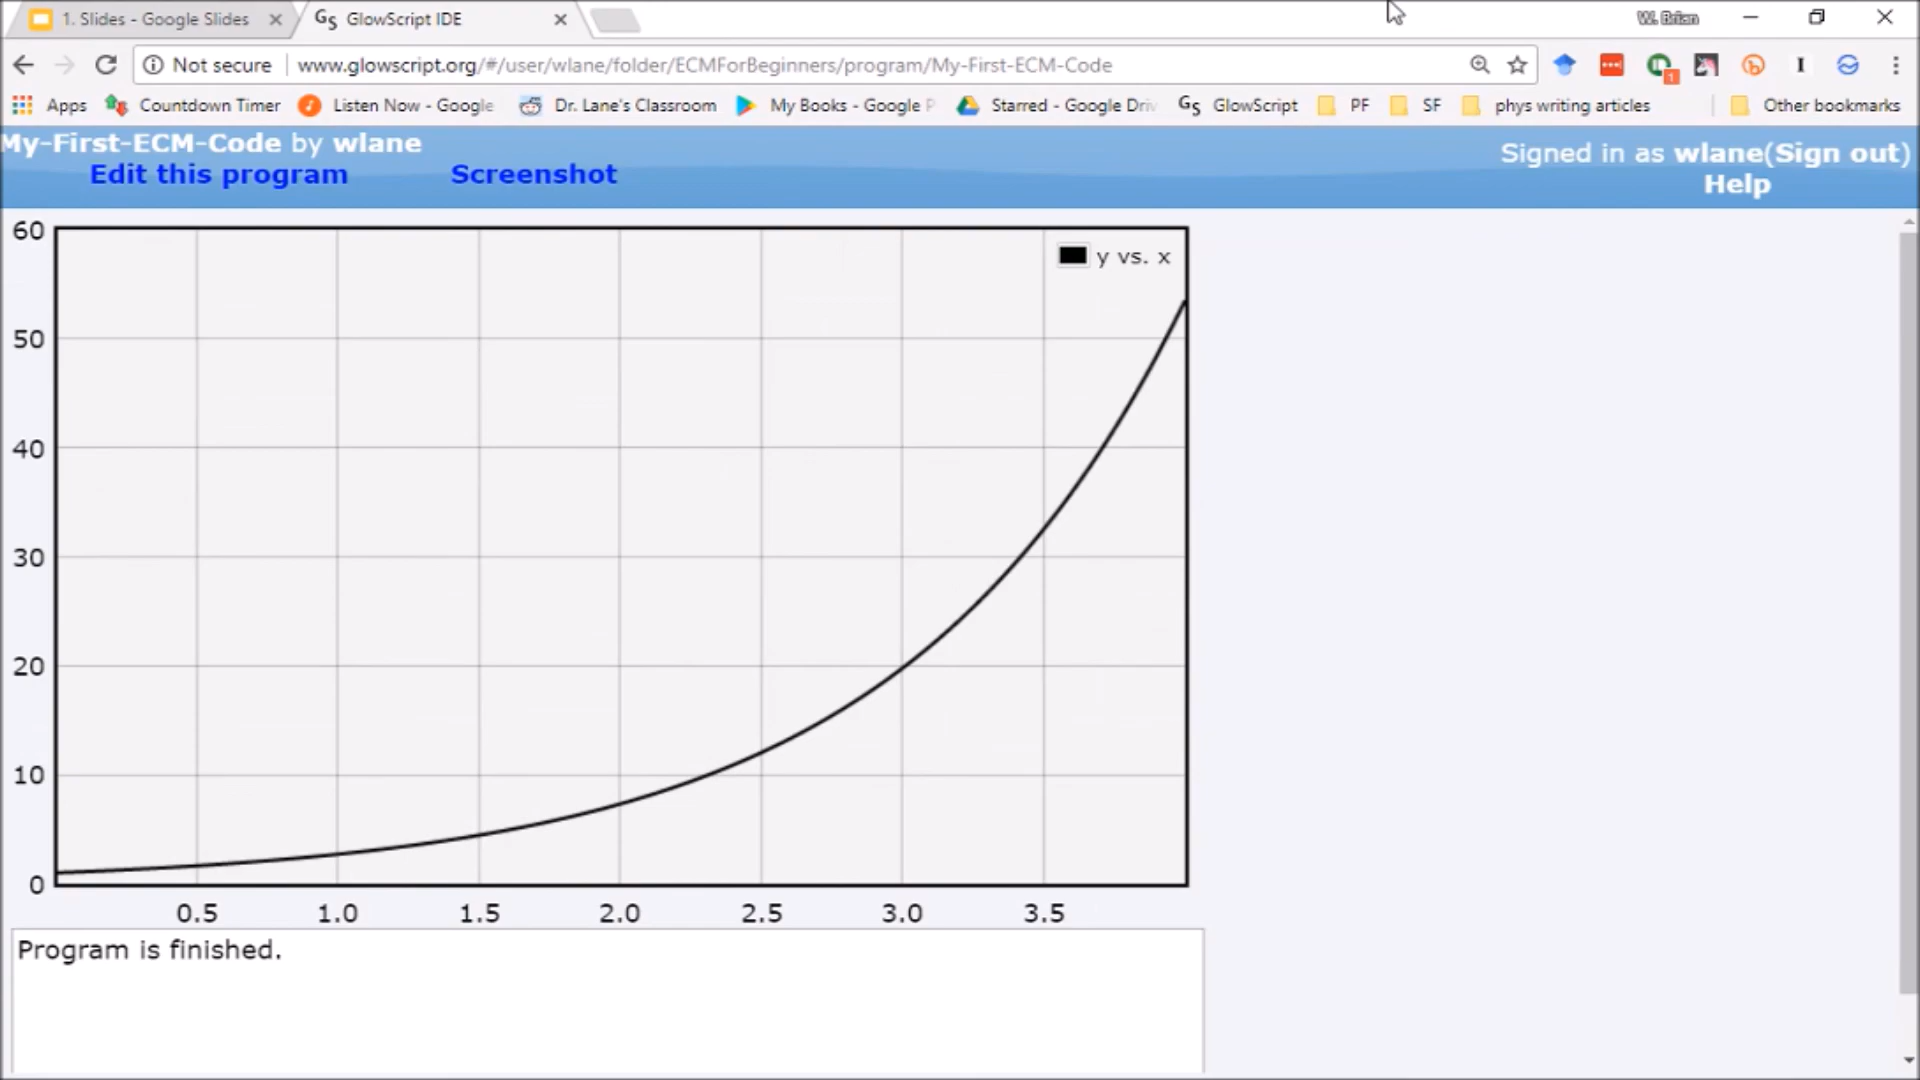 1. Slides - Google Slides
GlowScript IDE
W. Brian
Not secure
www.glowscript.org/#/user/wlane/folder/ECMForBeginners/program/My-First-ECM-Code
1
Apps
Countdown Timer
Listen Now - Google
Dr. Lane's Classroom
My Books - Google P
Starred - Google Driv
GS GlowScript
PF
SF
phys writing articles
Other bookmarks
My-First-ECM-Code by wlane
Signed in as wlane(Sign out)
Edit this program
Screenshot
Help
60
y vs. x
50
40
30
20
10
0
0.5 1.0 1.5 2.0 2.5 3.0 3.5
Program is finished.